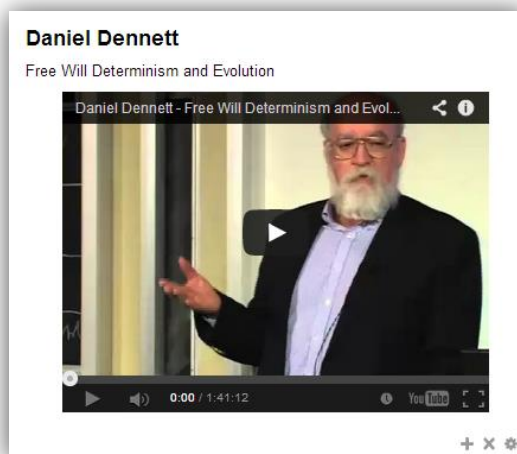 Daniel Dennett
Free Will Determinism and Evolution
Daniel Dennett - Free Will Determinism and Evol...
0:00 / 1:41:12
YouTube